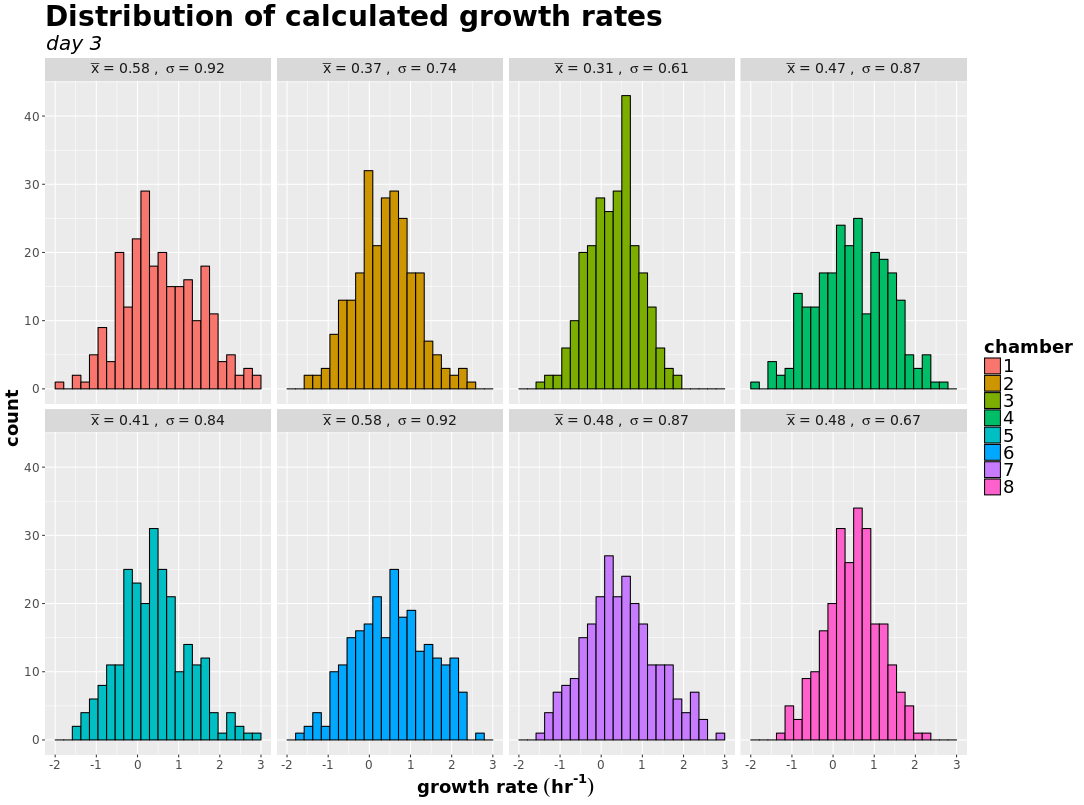 Distribution of calculated growth rates
day 3
x̅ = 0.58 , σ = 0.92
x̅ = 0.37 , σ = 0.74
x̅ = 0.31 , σ = 0.61
x̅ = 0.47 , σ = 0.87
40
30
20
10
0
x̅ = 0.41 , σ = 0.84
x̅ = 0.58 , σ = 0.92
x̅ = 0.48 , σ = 0.87
x̅ = 0.48 , σ = 0.67
40
30
20
10
0
-2 -1 0 1 2 3
-2 -1 0 1 2 3
-2 -1 0 1 2 3
-2 -1 0 1 2 3
count
growth rate (hr⁻¹)
chamber
1
2
3
4
5
6
7
8